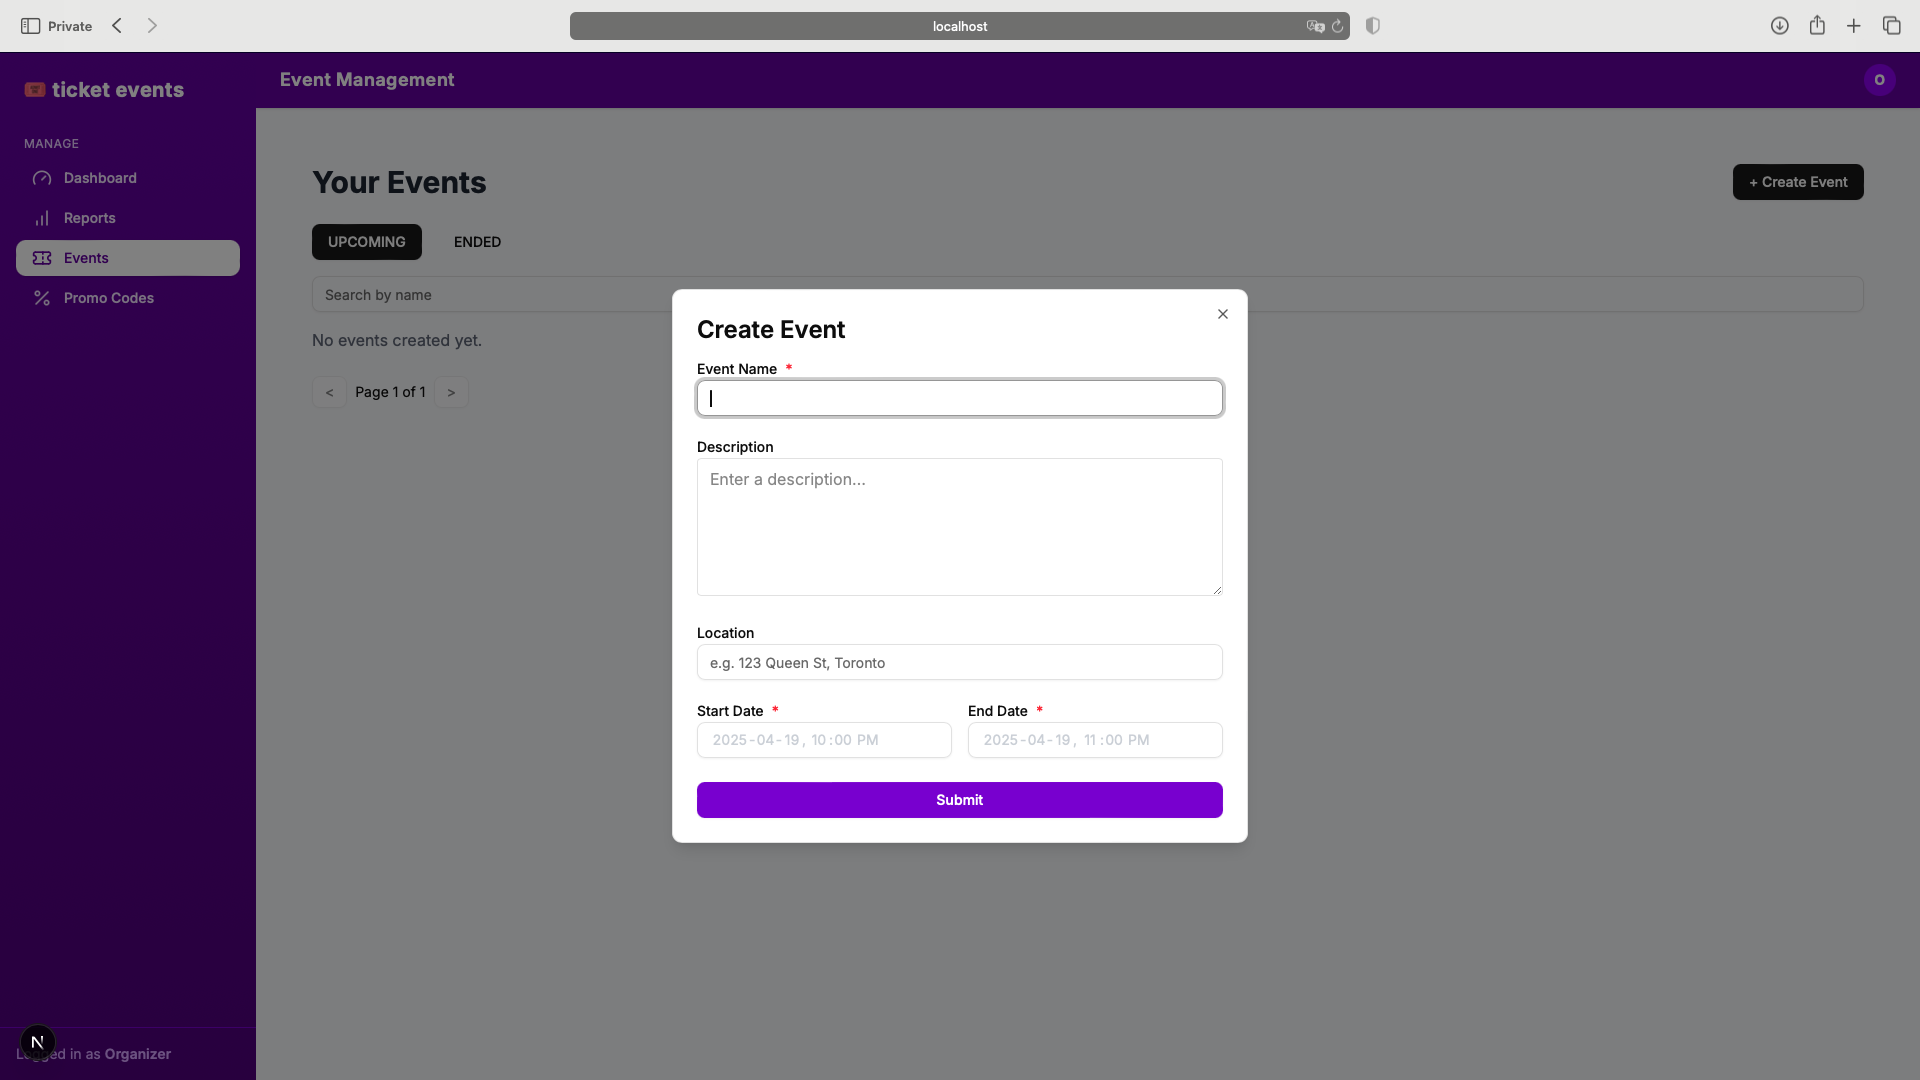 Private
localhost
ticket events
Event Management
O
MANAGE
Dashboard
Reports
Events
Promo Codes
Your Events
+ Create Event
UPCOMING
ENDED
Search by name
No events created yet.
< Page 1 of 1 >
Create Event
Event Name *
Description
Enter a description...
Location
e.g. 123 Queen St, Toronto
Start Date *
End Date *
2025-04-19, 10:00 PM
2025-04-19, 11:00 PM
Submit
N
Logged in as Organizer